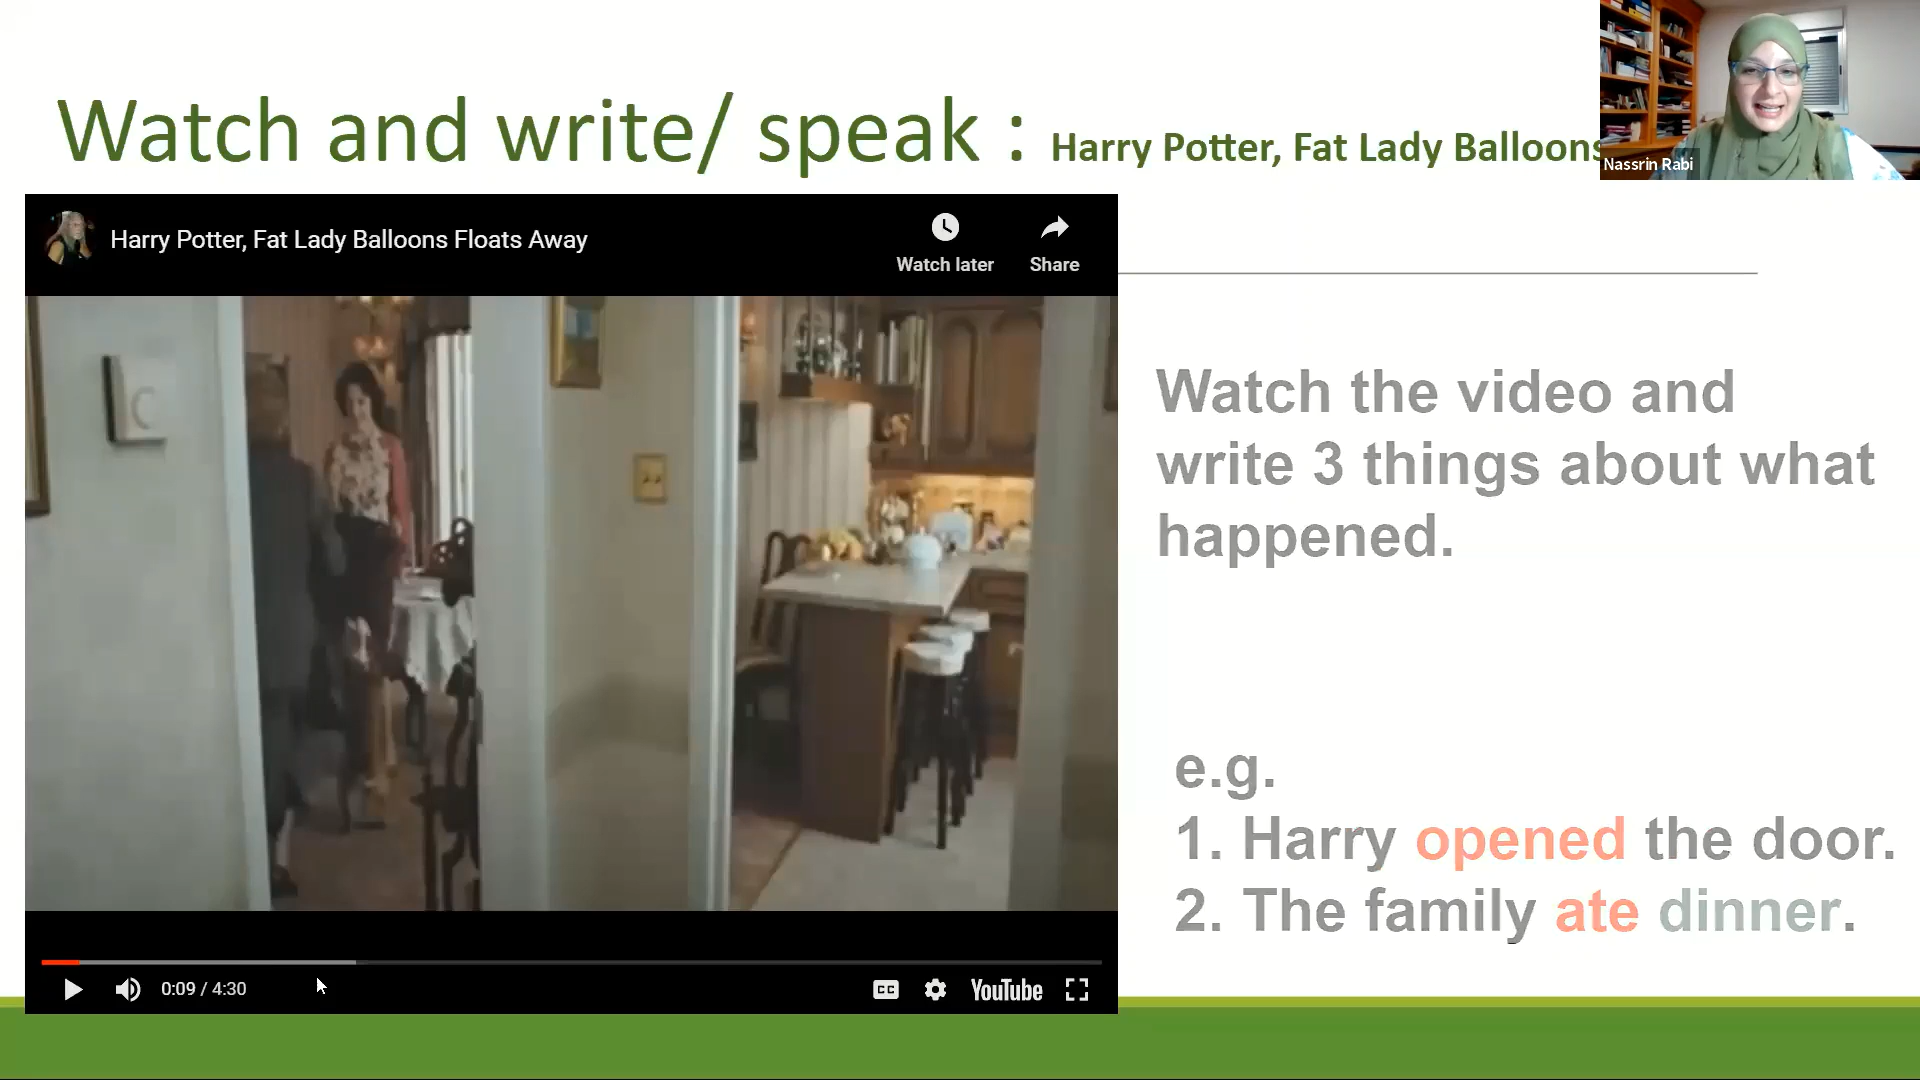 Watch and write/ speak : Harry Potter, Fat Lady Balloons
Nassrin Rabi
Harry Potter, Fat Lady Balloons Floats Away
Watch later
Share
Watch the video and
write 3 things about what
happened.
e.g.
1. Harry opened the door.
2. The family ate dinner.
0:09 / 4:30
CC
YouTube